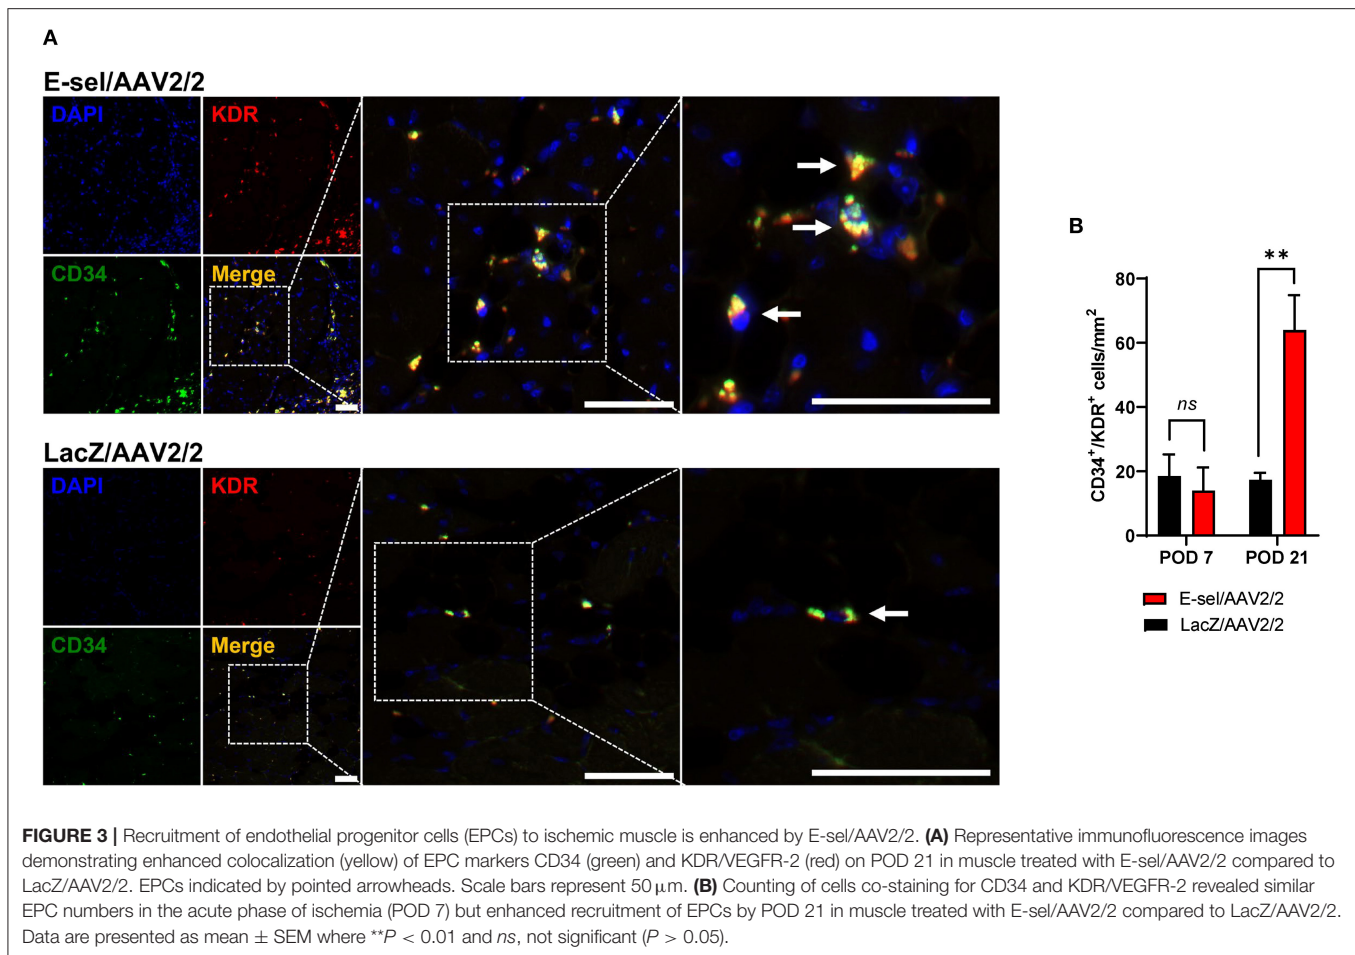 A
E-sel/AAV2/2
DAPI
KDR
CD34
Merge
LacZ/AAV2/2
DAPI
KDR
CD34
Merge
B
CD34+/KDR+ cells/mm2
80
60
40
20
0
ns
**
POD 7 POD 21
E-sel/AAV2/2
LacZ/AAV2/2
FIGURE 3 | Recruitment of endothelial progenitor cells (EPCs) to ischemic muscle is enhanced by E-sel/AAV2/2. (A) Representative immunofluorescence images
demonstrating enhanced colocalization (yellow) of EPC markers CD34 (green) and KDR/VEGFR-2 (red) on POD 21 in muscle treated with E-sel/AAV2/2 compared to
LacZ/AAV2/2. EPCs indicated by pointed arrowheads. Scale bars represent 50 μm. (B) Counting of cells co-staining for CD34 and KDR/VEGFR-2 revealed similar
EPC numbers in the acute phase of ischemia (POD 7) but enhanced recruitment of EPCs by POD 21 in muscle treated with E-sel/AAV2/2 compared to LacZ/AAV2/2.
Data are presented as mean ± SEM where **P < 0.01 and ns, not significant (P > 0.05).